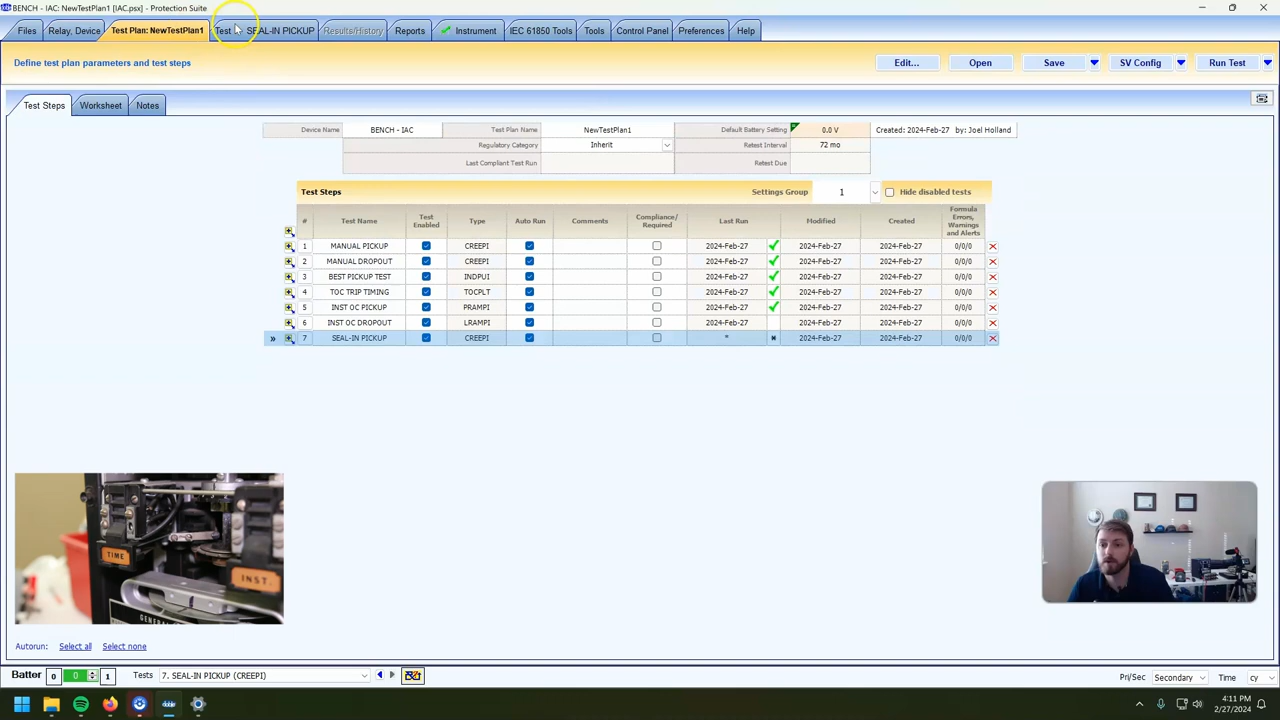 BENCH - IAC: NewTestPlan1 [IAC.psx] - Protection Suite
Files Relay, Device Test Plan: NewTestPlan1 Test SEAL-IN PICKUP Results/History Reports Instrument IEC 61850 Tools Tools Control Panel Preferences Help
Define test plan parameters and test steps Edit... Open Save SV Config Run Test
Test Steps Worksheet Notes
Device Name BENCH - IAC Test Plan Name NewTestPlan1 Default Battery Setting 0.0 V Created: 2024-Feb-27 by: Joel Holland
Regulatory Category Inherit Retest Interval 72 mo
Last Compliant Test Run Retest Due
Test Steps Settings Group 1 Hide disabled tests
# Test Name Test Enabled Type Auto Run Comments Compliance/ Required Last Run Modified Created Formula Errors, Warnings and Alerts
1 MANUAL PICKUP CREEPI 2024-Feb-27 2024-Feb-27 2024-Feb-27 0/0/0
2 MANUAL DROPOUT CREEPI 2024-Feb-27 2024-Feb-27 2024-Feb-27 0/0/0
3 BEST PICKUP TEST INDPUI 2024-Feb-27 2024-Feb-27 2024-Feb-27 0/0/0
4 TOC TRIP TIMING TOCPLT 2024-Feb-27 2024-Feb-27 2024-Feb-27 0/0/0
5 INST OC PICKUP PRAMPI 2024-Feb-27 2024-Feb-27 2024-Feb-27 0/0/0
6 INST OC DROPOUT LRAMPI 2024-Feb-27 2024-Feb-27 2024-Feb-27 0/0/0
» 7 SEAL-IN PICKUP CREEPI * 2024-Feb-27 2024-Feb-27 0/0/0
TIME
INST.
Autorun: Select all Select none
Batter 0 0 1 Tests 7. SEAL-IN PICKUP (CREEPI) Pri/Sec Secondary Time cy
doble
4:11 PM
2/27/2024